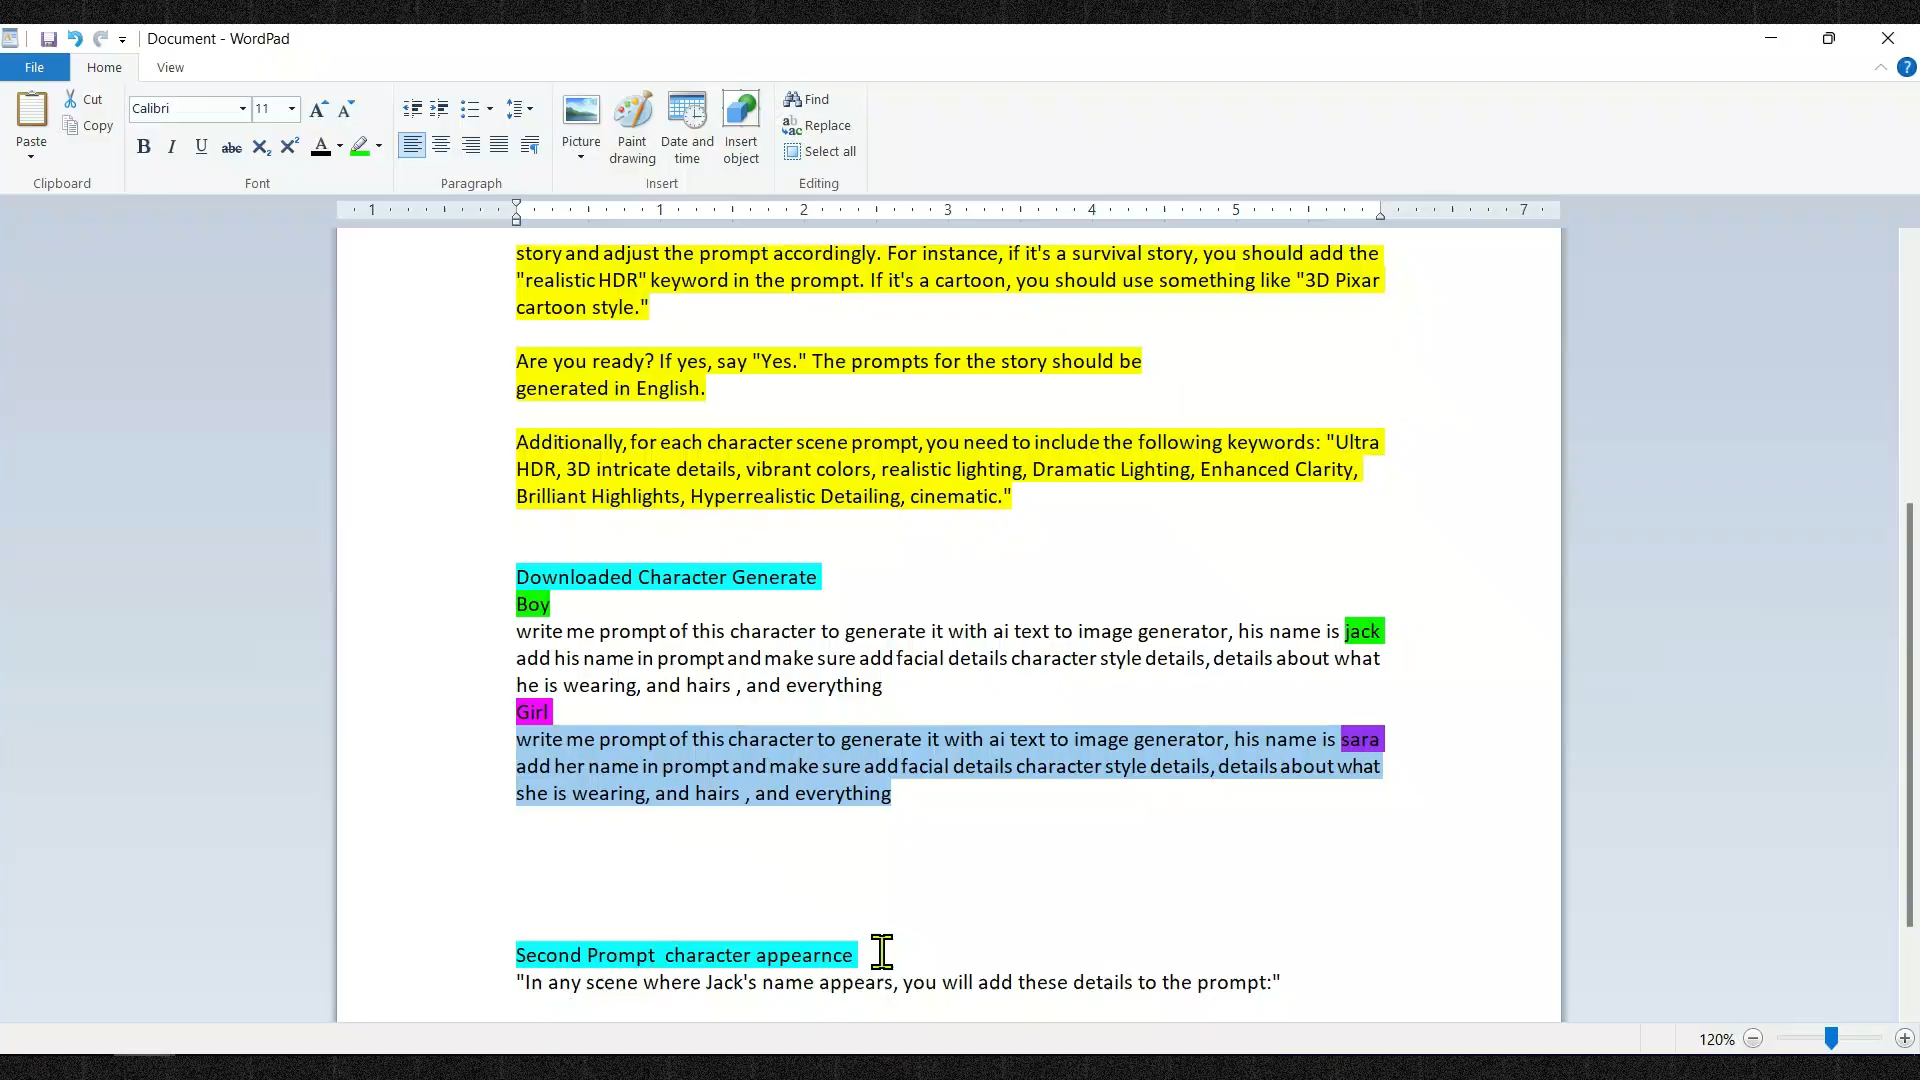 Document - WordPad
File Home View
Paste Cut Copy
Clipboard
Calibri 11
B I U abc X₂ X² A
Font
Paragraph
Picture Paint drawing Date and time Insert object
Insert
Find
Replace
Select all
Editing
1 1 2 3 4 5 7
story and adjust the prompt accordingly. For instance, if it's a survival story, you should add the
"realistic HDR" keyword in the prompt. If it's a cartoon, you should use something like "3D Pixar
cartoon style."
Are you ready? If yes, say "Yes." The prompts for the story should be
generated in English.
Additionally, for each character scene prompt, you need to include the following keywords: "Ultra
HDR, 3D intricate details, vibrant colors, realistic lighting, Dramatic Lighting, Enhanced Clarity,
Brilliant Highlights, Hyperrealistic Detailing, cinematic."
Downloaded Character Generate
Boy
write me prompt of this character to generate it with ai text to image generator, his name is jack
add his name in prompt and make sure add facial details character style details, details about what
he is wearing, and hairs , and everything
Girl
write me prompt of this character to generate it with ai text to image generator, his name is sara
add her name in prompt and make sure add facial details character style details, details about what
she is wearing, and hairs , and everything
Second Prompt  character appearnce
"In any scene where Jack's name appears, you will add these details to the prompt:"
120%